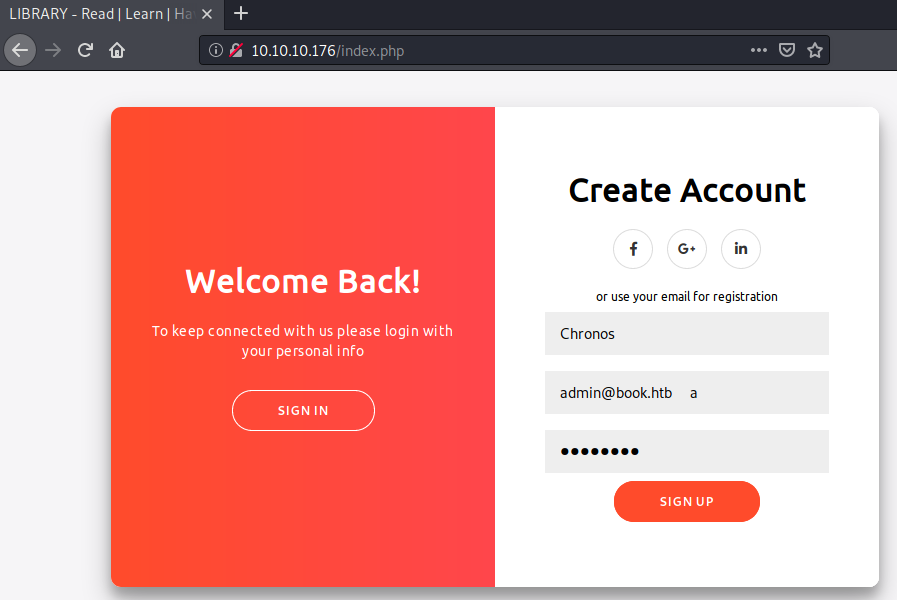 LIBRARY - Read | Learn | Ha
10.10.10.176/index.php
Welcome Back!
To keep connected with us please login with
your personal info
SIGN IN
Create Account
f G+ in
or use your email for registration
Chronos
admin@book.htb     a
●●●●●●●●
SIGN UP